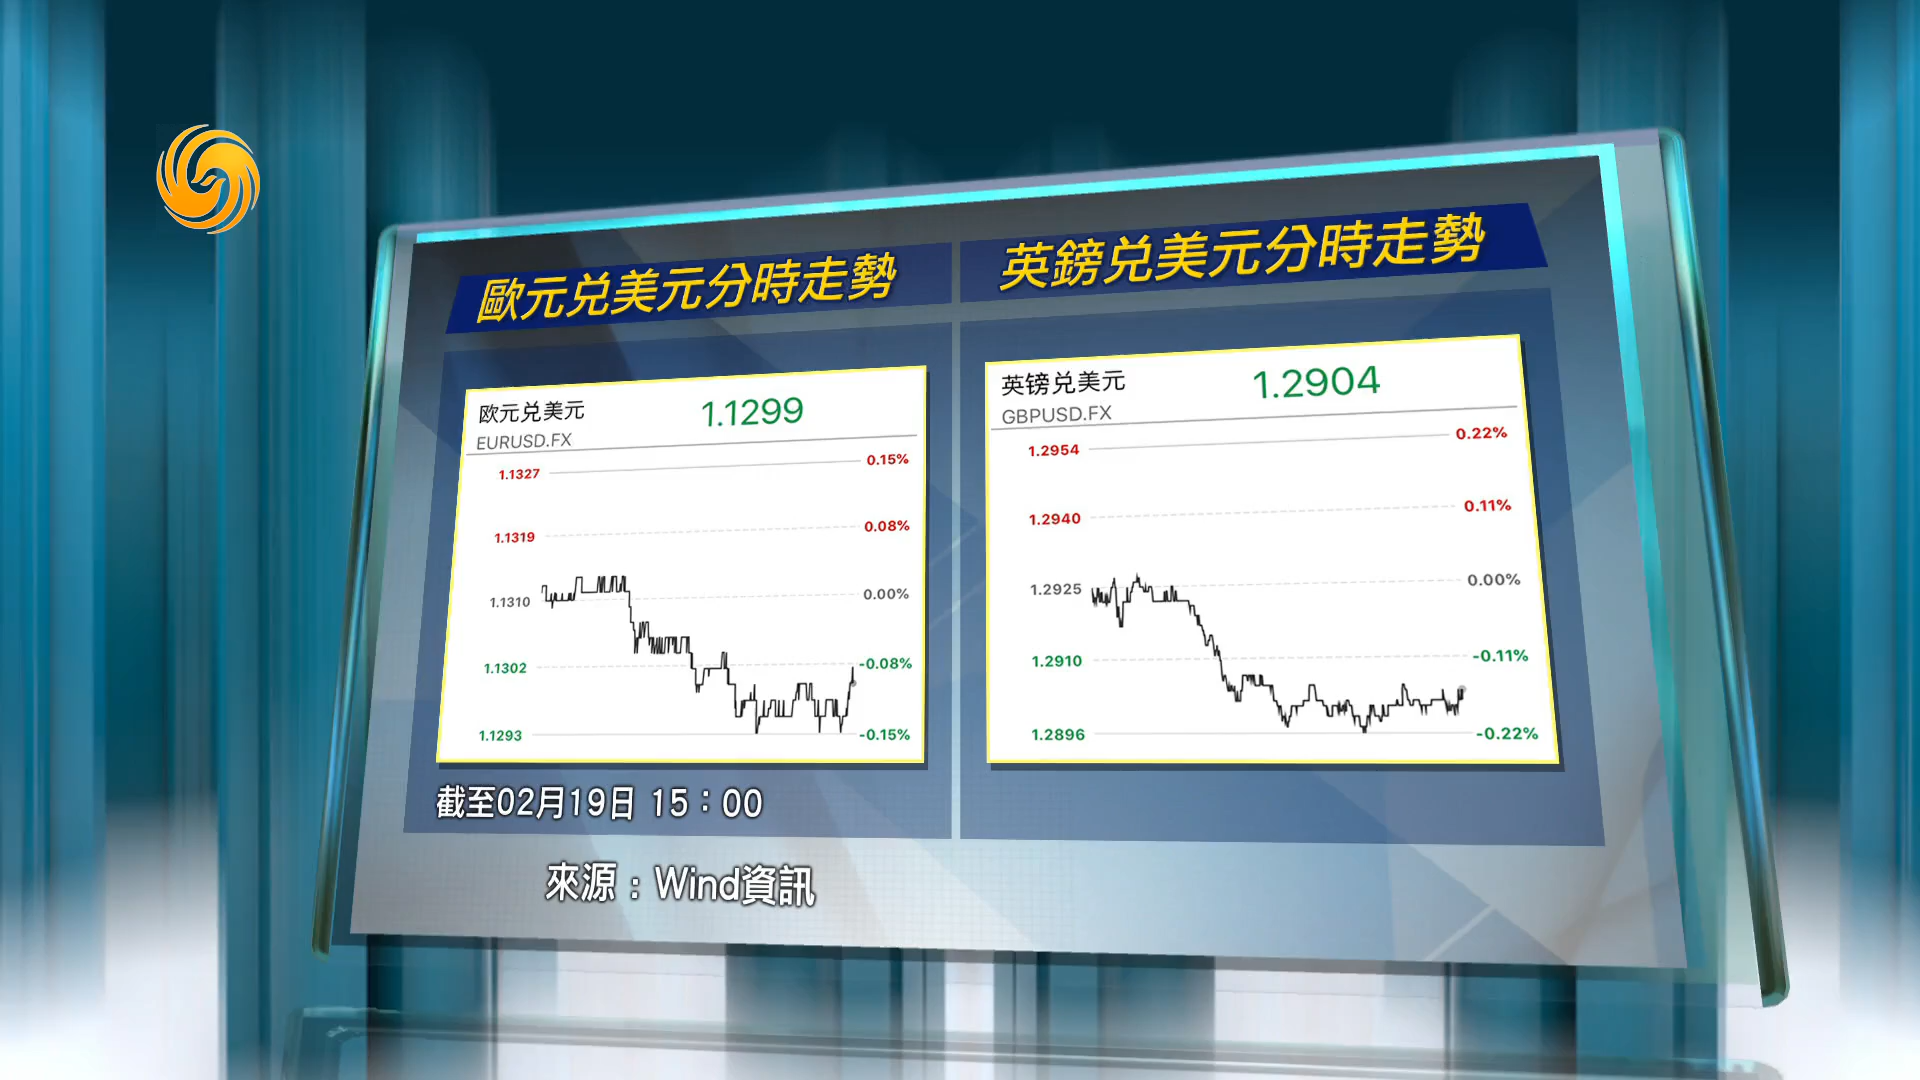 歐元兑美元分時走勢
欧元兑美元
1.1299
EURUSD.FX
1.1327
0.15%
1.1319
0.08%
1.1310
0.00%
1.1302
-0.08%
1.1293
-0.15%
英鎊兑美元分時走勢
英镑兑美元
1.2904
GBPUSD.FX
1.2954
0.22%
1.2940
0.11%
1.2925
0.00%
1.2910
-0.11%
1.2896
-0.22%
截至02月19日 15：00
來源：Wind資訊